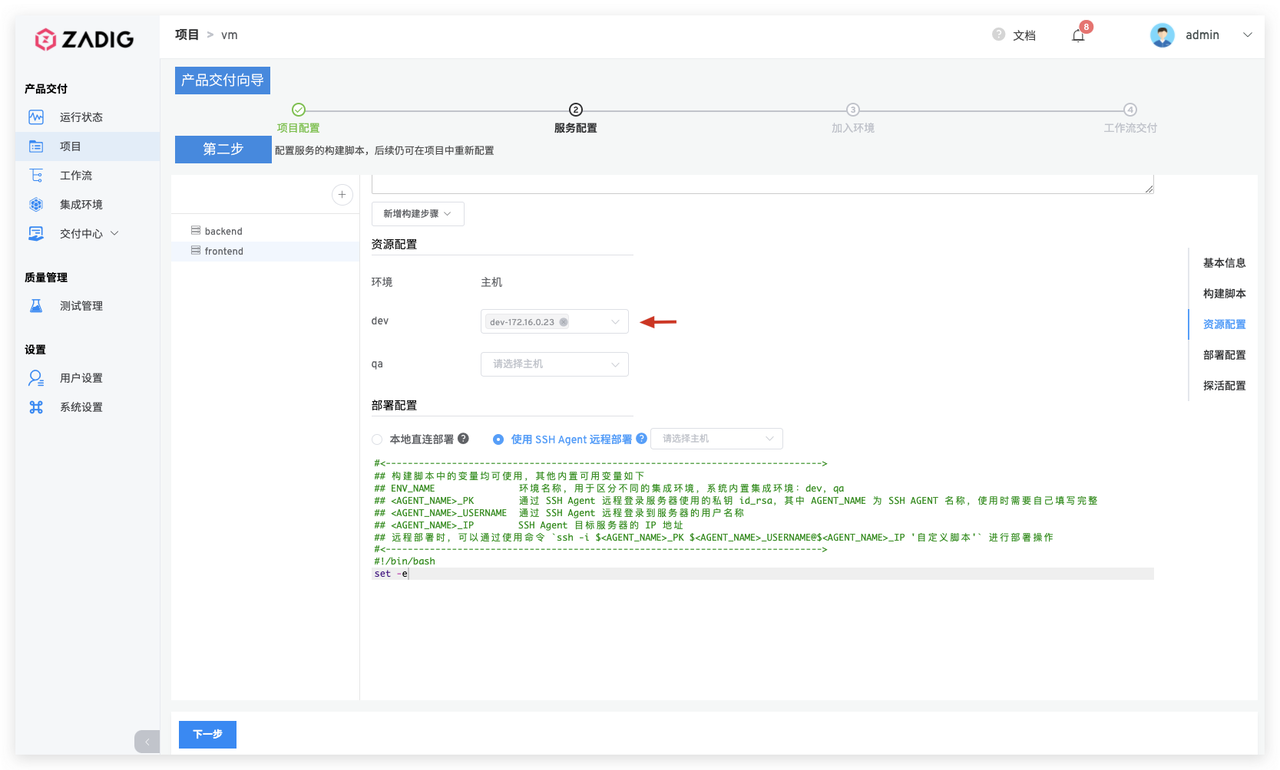 ZADIG
项目 > vm
文档
8
admin
产品交付
运行状态
项目
工作流
集成环境
交付中心
质量管理
测试管理
设置
用户设置
系统设置
产品交付向导
2
3
4
项目配置
服务配置
加入环境
工作流交付
第二步 配置服务的构建脚本，后续仍可在项目中重新配置
+
backend
frontend
新增构建步骤
资源配置
环境 主机
dev dev-172.16.0.23
qa 请选择主机
部署配置
本地直连部署 ? 使用 SSH Agent 远程部署 ? 请选择主机
#<------------------------------------------------------------------------------>
## 构建脚本中的变量均可使用，其他内置可用变量如下
## ENV_NAME 环境名称，用于区分不同的集成环境，系统内置集成环境：dev，qa
## <AGENT_NAME>_PK 通过 SSH Agent 远程登录服务器使用的私钥 id_rsa，其中 AGENT_NAME 为 SSH AGENT 名称，使用时需要自己填写完整
## <AGENT_NAME>_USERNAME 通过 SSH Agent 远程登录到服务器的用户名称
## <AGENT_NAME>_IP SSH Agent 目标服务器的 IP 地址
## 远程部署时，可以通过使用命令 `ssh -i $<AGENT_NAME>_PK $<AGENT_NAME>_USERNAME@$<AGENT_NAME>_IP '自定义脚本'` 进行部署操作
#<------------------------------------------------------------------------------>
#!/bin/bash
set -e
基本信息
构建脚本
资源配置
部署配置
探活配置
下一步